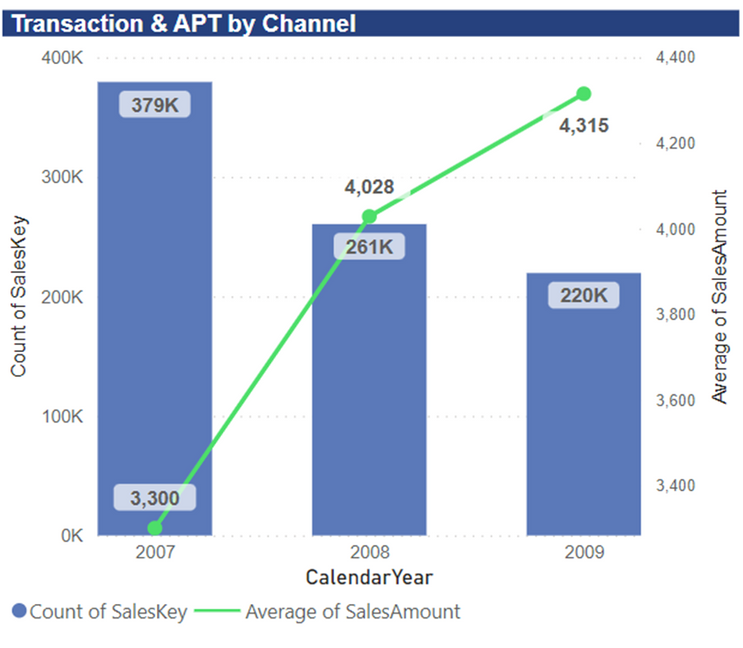 Transaction & APT by Channel
400K
4,400
379K
4,315
4,200
4,028
300K
261K
4,000
220K
200K
3,800
3,600
100K
3,400
3,300
0K
Count of SalesKey
Average of SalesAmount
2007
2008
2009
CalendarYear
Count of SalesKey
Average of SalesAmount